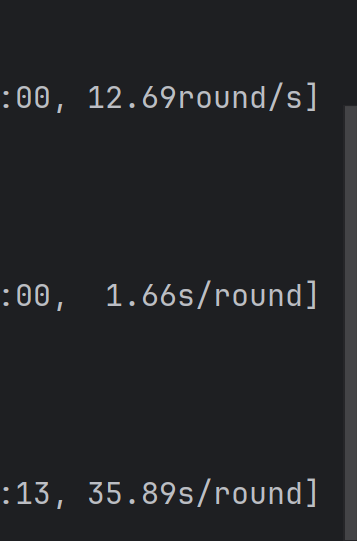 :00, 12.69round/s]
:00,  1.66s/round]
:13, 35.89s/round]